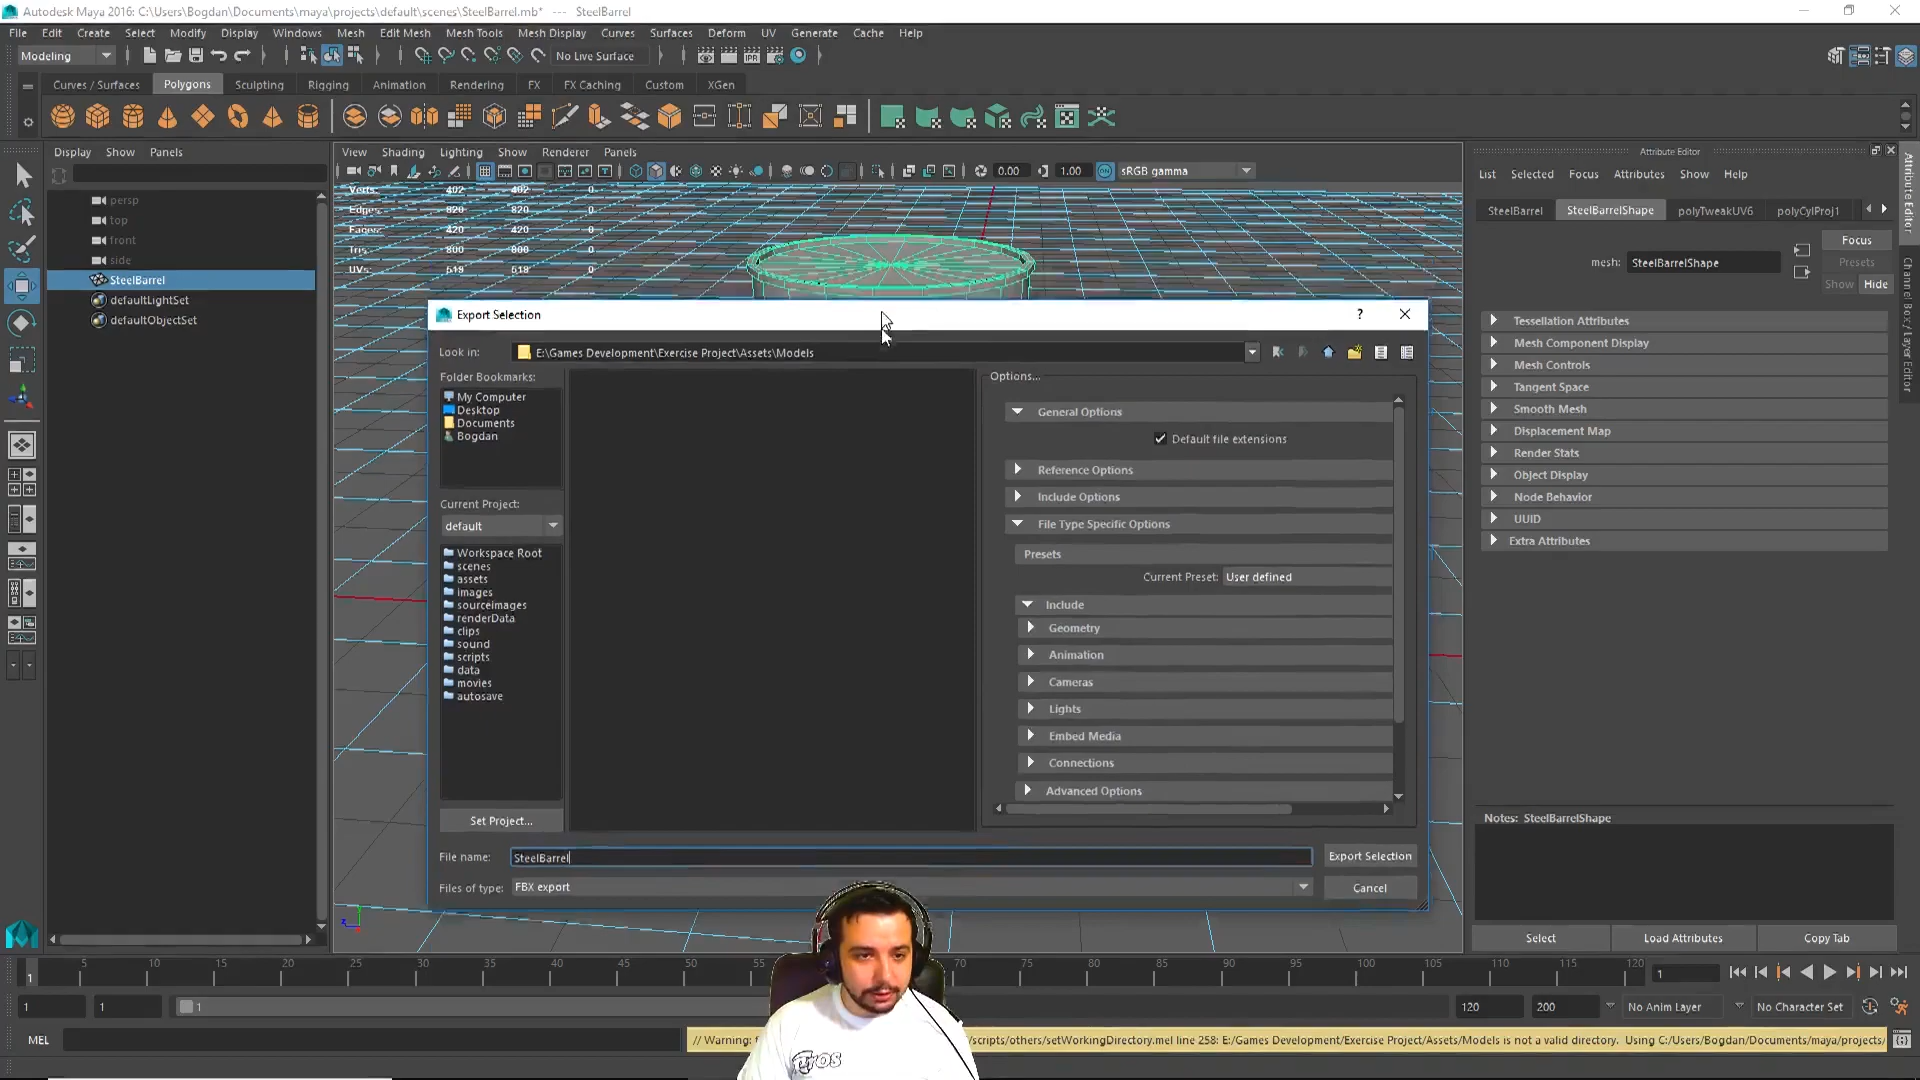 Autodesk Maya 2016: C:\Users\Bogdan\Documents\maya\projects\default\scenes\SteelBarrel.mb* --- SteelBarrel
File Edit Create Select Modify Display Windows Mesh Edit Mesh Mesh Tools Mesh Display Curves Surfaces Deform UV Generate Cache Help
Modeling No Live Surface
Curves / Surfaces Polygons Sculpting Rigging Animation Rendering FX FX Caching Custom XGen
Display Show Panels
View Shading Lighting Show Renderer Panels
0.00 1.00 sRGB gamma
persp
top
front
side
SteelBarrel
defaultLightSet
defaultObjectSet
Verts: 402 402 0
Edges: 820 820 0
Faces: 420 420 0
Tris: 800 800 0
UVs: 518 518 0
Export Selection
Look in: E:\Games Development\Exercise Project\Assets\Models
Folder Bookmarks:
My Computer
Desktop
Documents
Bogdan
Current Project:
default
Workspace Root
scenes
assets
images
sourceimages
renderData
clips
sound
scripts
data
movies
autosave
Set Project...
Options...
General Options
Default file extensions
Reference Options
Include Options
File Type Specific Options
Presets
Current Preset: User defined
Include
Geometry
Animation
Cameras
Lights
Embed Media
Connections
Advanced Options
File name: SteelBarrel
Export Selection
Files of type: FBX export
Cancel
Attribute Editor
List Selected Focus Attributes Show Help
SteelBarrel SteelBarrelShape polyTweakUV6 polyCylProj1
mesh: SteelBarrelShape
Focus
Presets
Show Hide
Tessellation Attributes
Mesh Component Display
Mesh Controls
Tangent Space
Smooth Mesh
Displacement Map
Render Stats
Object Display
Node Behavior
UUID
Extra Attributes
Notes: SteelBarrelShape
Select Load Attributes Copy Tab
Attribute Editor
Channel Box / Layer Editor
1 5 10 15 20 25 30 35 40 45 50 55 70 75 80 85 90 95 100 105 110 115 120 1
1 1 1 120 200 No Anim Layer No Character Set
MEL
// Warning: f
/scripts/others/setWorkingDirectory.mel line 258: E:/Games Development/Exercise Project/Assets/Models is not a valid directory. Using C:/Users/Bogdan/Documents/maya/projects/